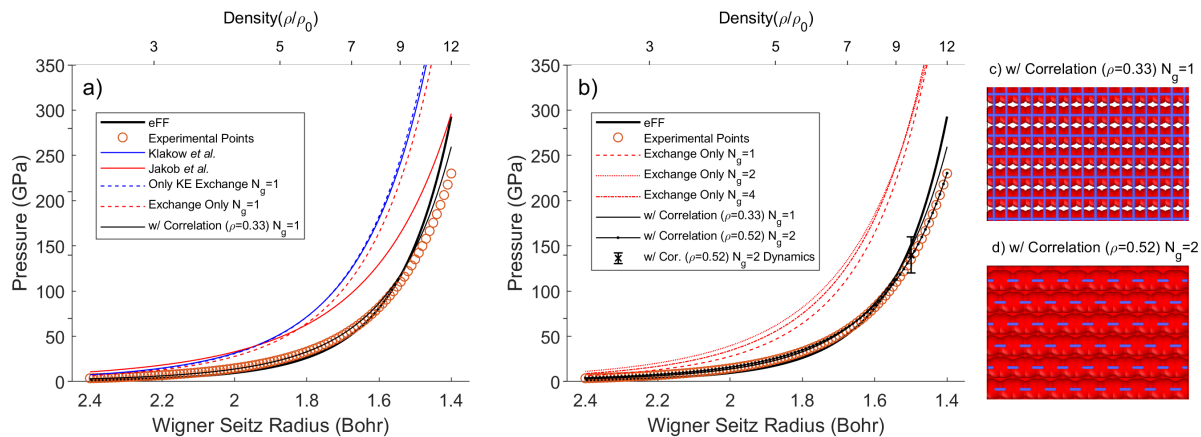 Density(ρ/ρ0)
3 5 7 9 12
350
300
250
200
150
100
50
0
Pressure (GPa)
a)
eFF
Experimental Points
Klakow et al.
Jakob et al.
Only KE Exchange Ng=1
Exchange Only Ng=1
w/ Correlation (ρ=0.33) Ng=1
2.4 2.2 2 1.8 1.6 1.4
Wigner Seitz Radius (Bohr)
Density(ρ/ρ0)
3 5 7 9 12
350
300
250
200
150
100
50
0
Pressure (GPa)
b)
eFF
Experimental Points
Exchange Only Ng=1
Exchange Only Ng=2
Exchange Only Ng=4
w/ Correlation (ρ=0.33) Ng=1
w/ Correlation (ρ=0.52) Ng=2
w/ Cor. (ρ=0.52) Ng=2 Dynamics
2.4 2.2 2 1.8 1.6 1.4
Wigner Seitz Radius (Bohr)
c) w/ Correlation (ρ=0.33) Ng=1
d) w/ Correlation (ρ=0.52) Ng=2